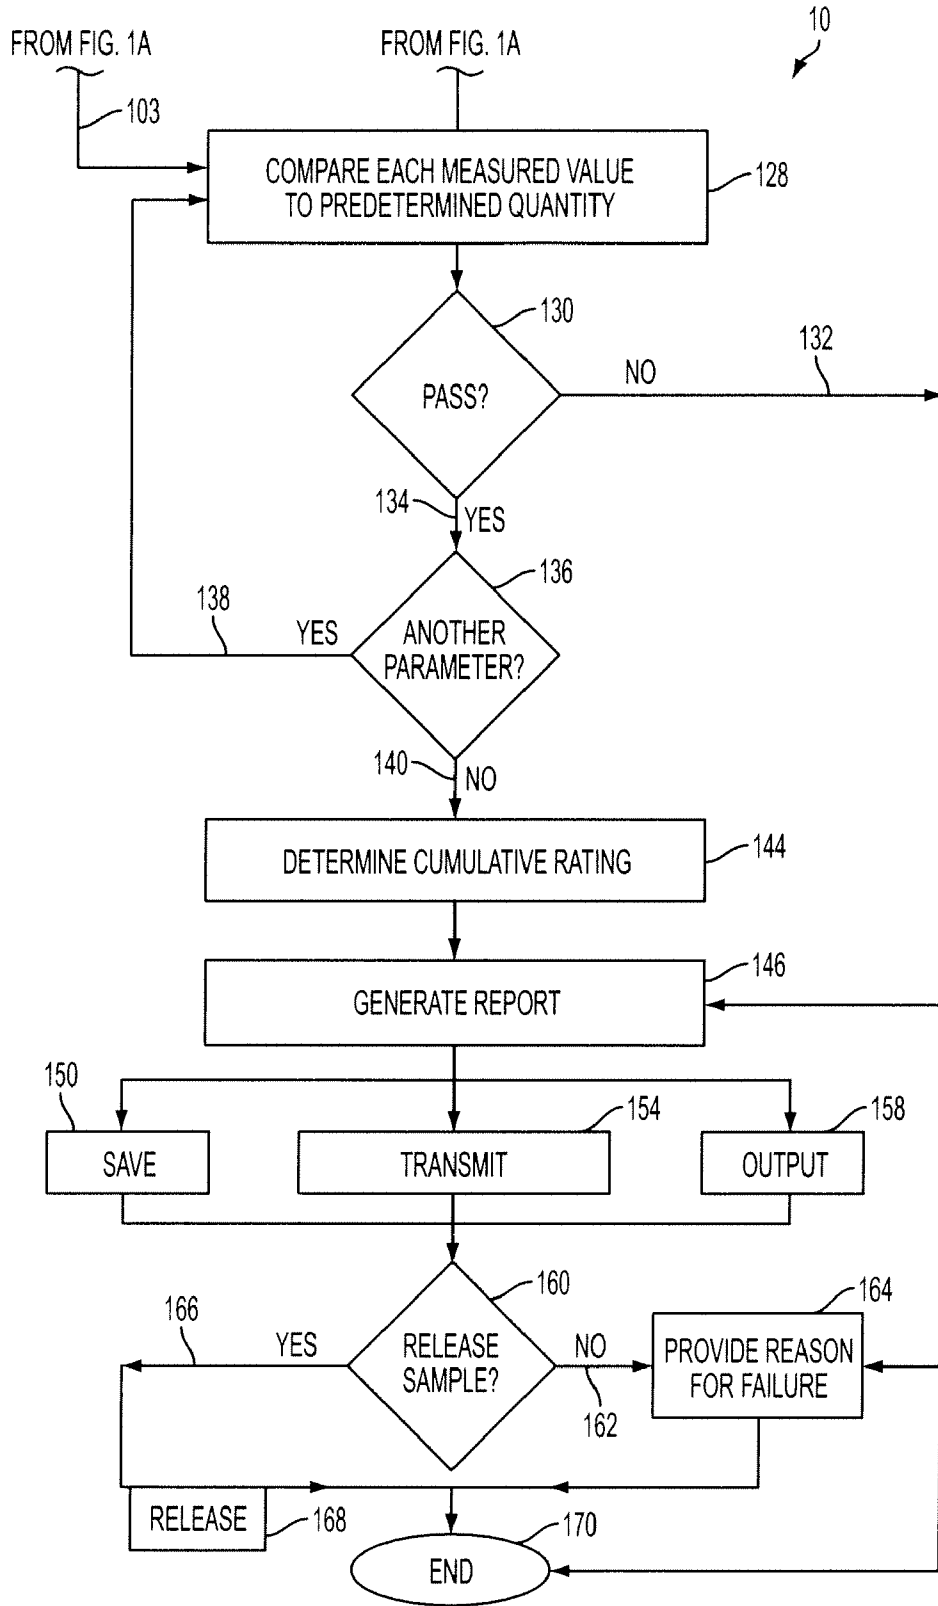 10
FROM FIG. 1A
FROM FIG. 1A
103
COMPARE EACH MEASURED VALUE
TO PREDETERMINED QUANTITY
128
130
PASS?
NO
132
134
YES
136
138
YES
ANOTHER
PARAMETER?
140
NO
DETERMINE CUMULATIVE RATING
144
146
GENERATE REPORT
150
154
158
SAVE
TRANSMIT
OUTPUT
160
164
166
YES
RELEASE
SAMPLE?
NO
162
PROVIDE REASON
FOR FAILURE
RELEASE
168
170
END